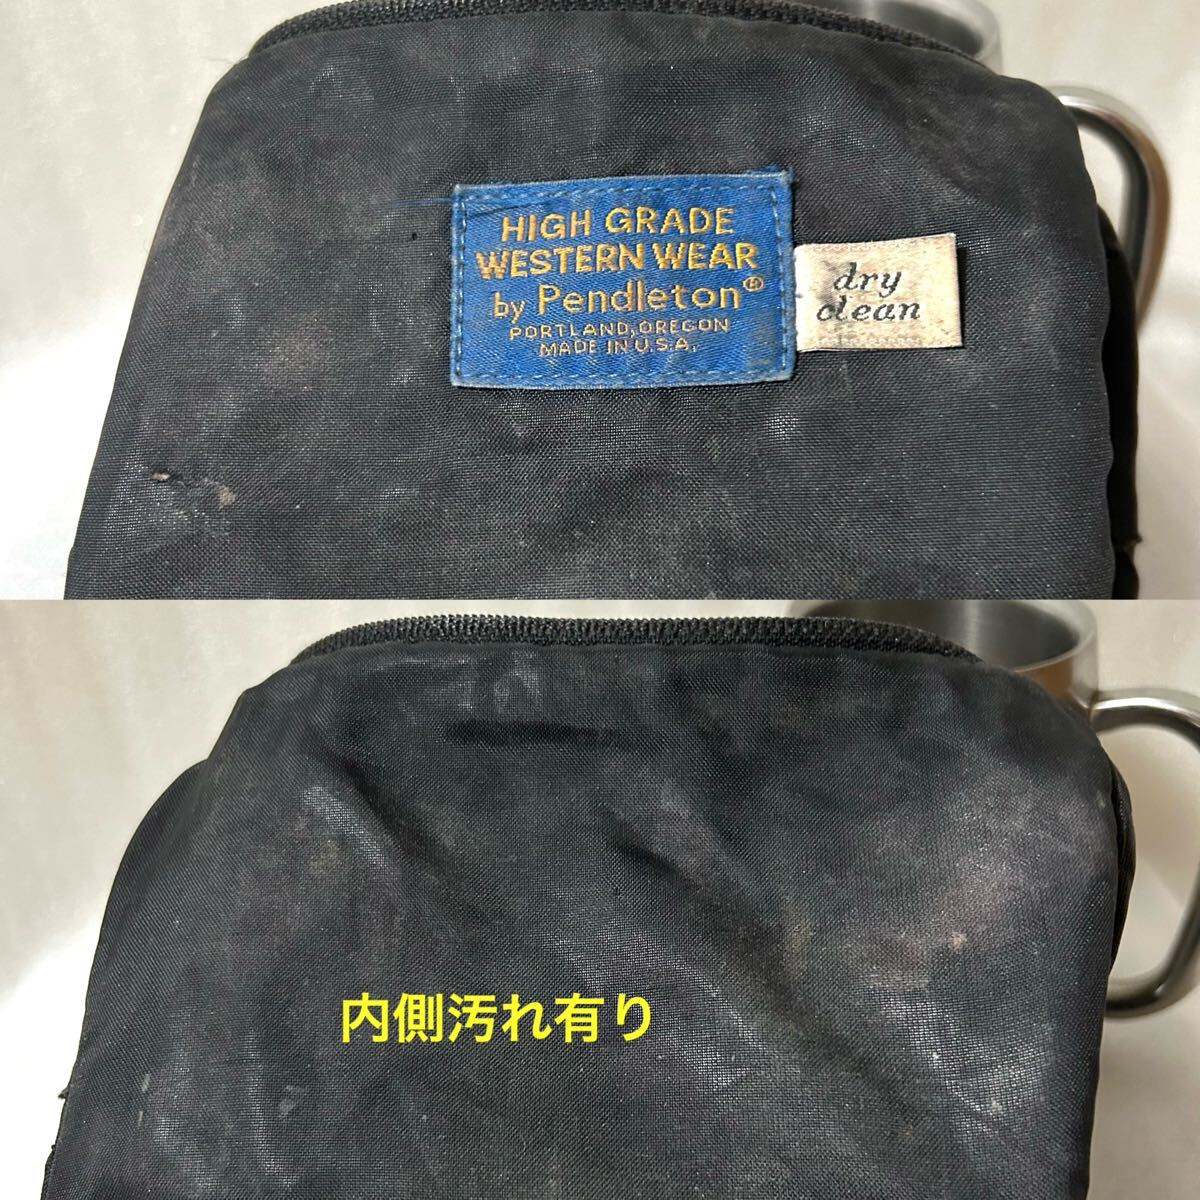 HIGH GRADE
WESTERN WEAR
by Pendleton®
PORTLAND, OREGON
MADE IN U.S.A.
dry
clean
内側汚れ有り